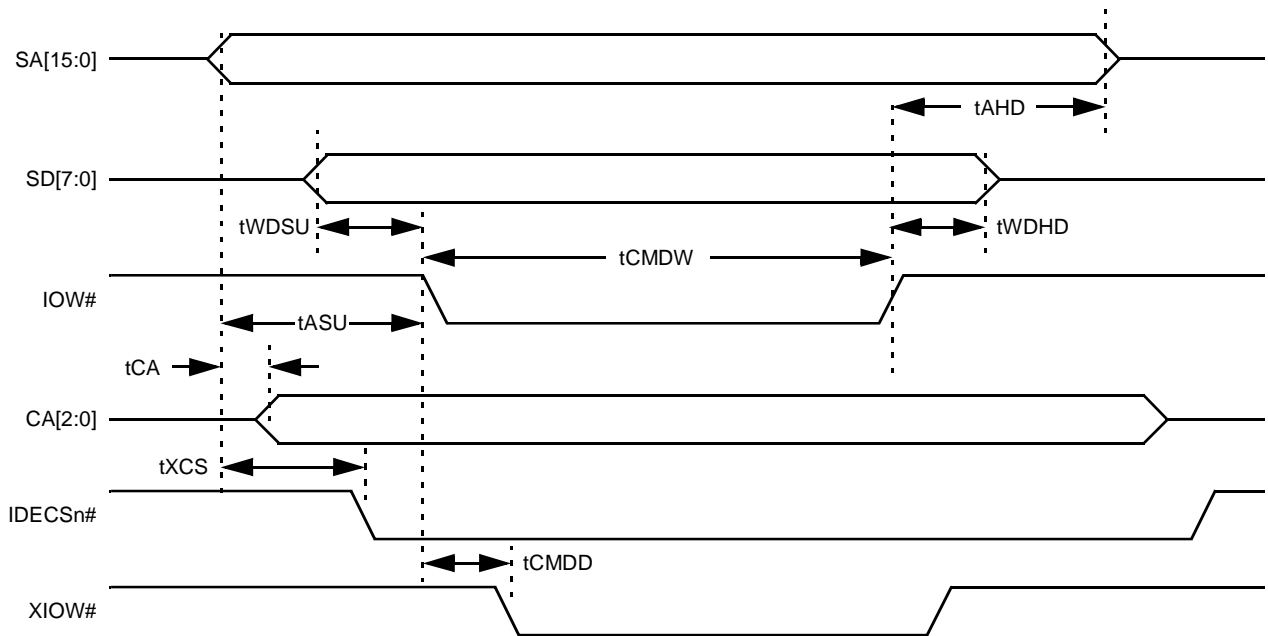 SA[15:0]
tAHD
SD[7:0]
tWDSU
tWDHD
tCMDW
IOW#
tASU
tCA
CA[2:0]
tXCS
IDECSn#
tCMDD
XIOW#